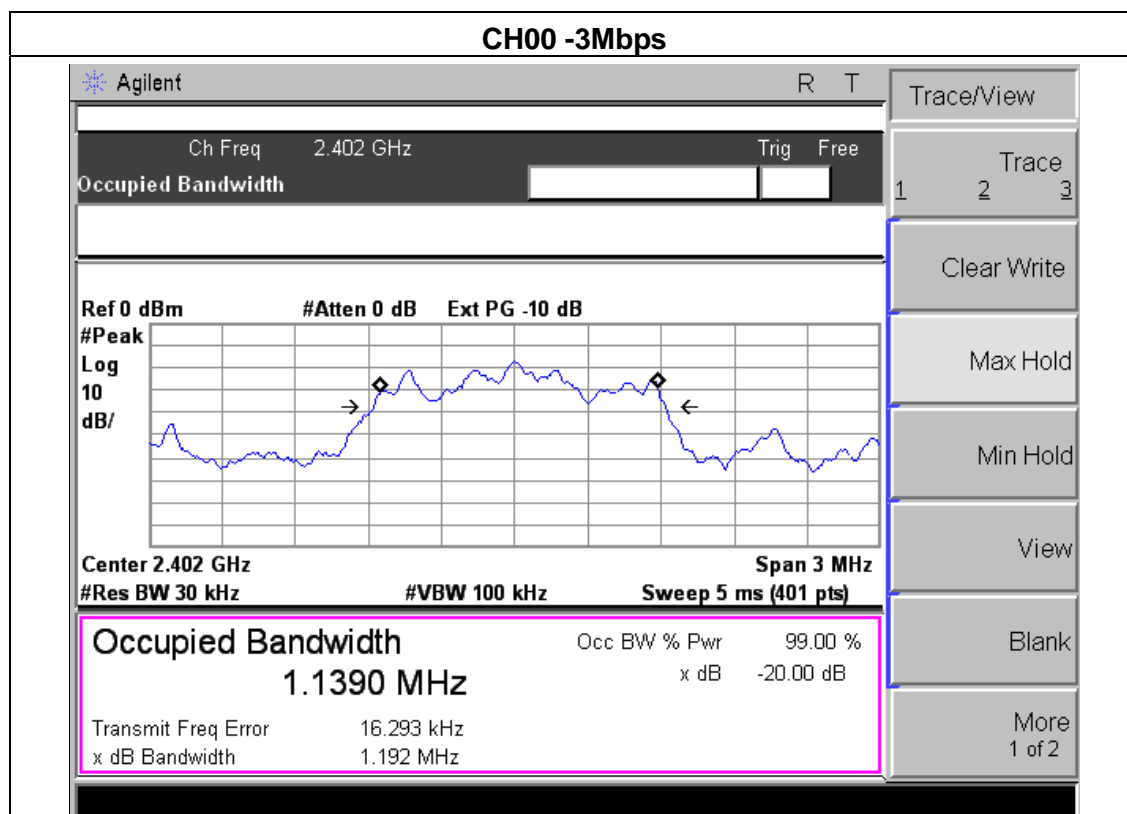 CH00 -3Mbps
Agilent R T
Trace/View
Ch Freq 2.402 GHz Trig Free
Occupied Bandwidth
Trace
1 2 3
Clear Write
Ref 0 dBm #Atten 0 dB Ext PG -10 dB
#Peak
Log
10
dB/
Max Hold
Min Hold
Center 2.402 GHz Span 3 MHz
#Res BW 30 kHz #VBW 100 kHz Sweep 5 ms (401 pts)
View
Occupied Bandwidth Occ BW % Pwr 99.00 %
1.1390 MHz x dB -20.00 dB
Transmit Freq Error 16.293 kHz
x dB Bandwidth 1.192 MHz
Blank
More
1 of 2